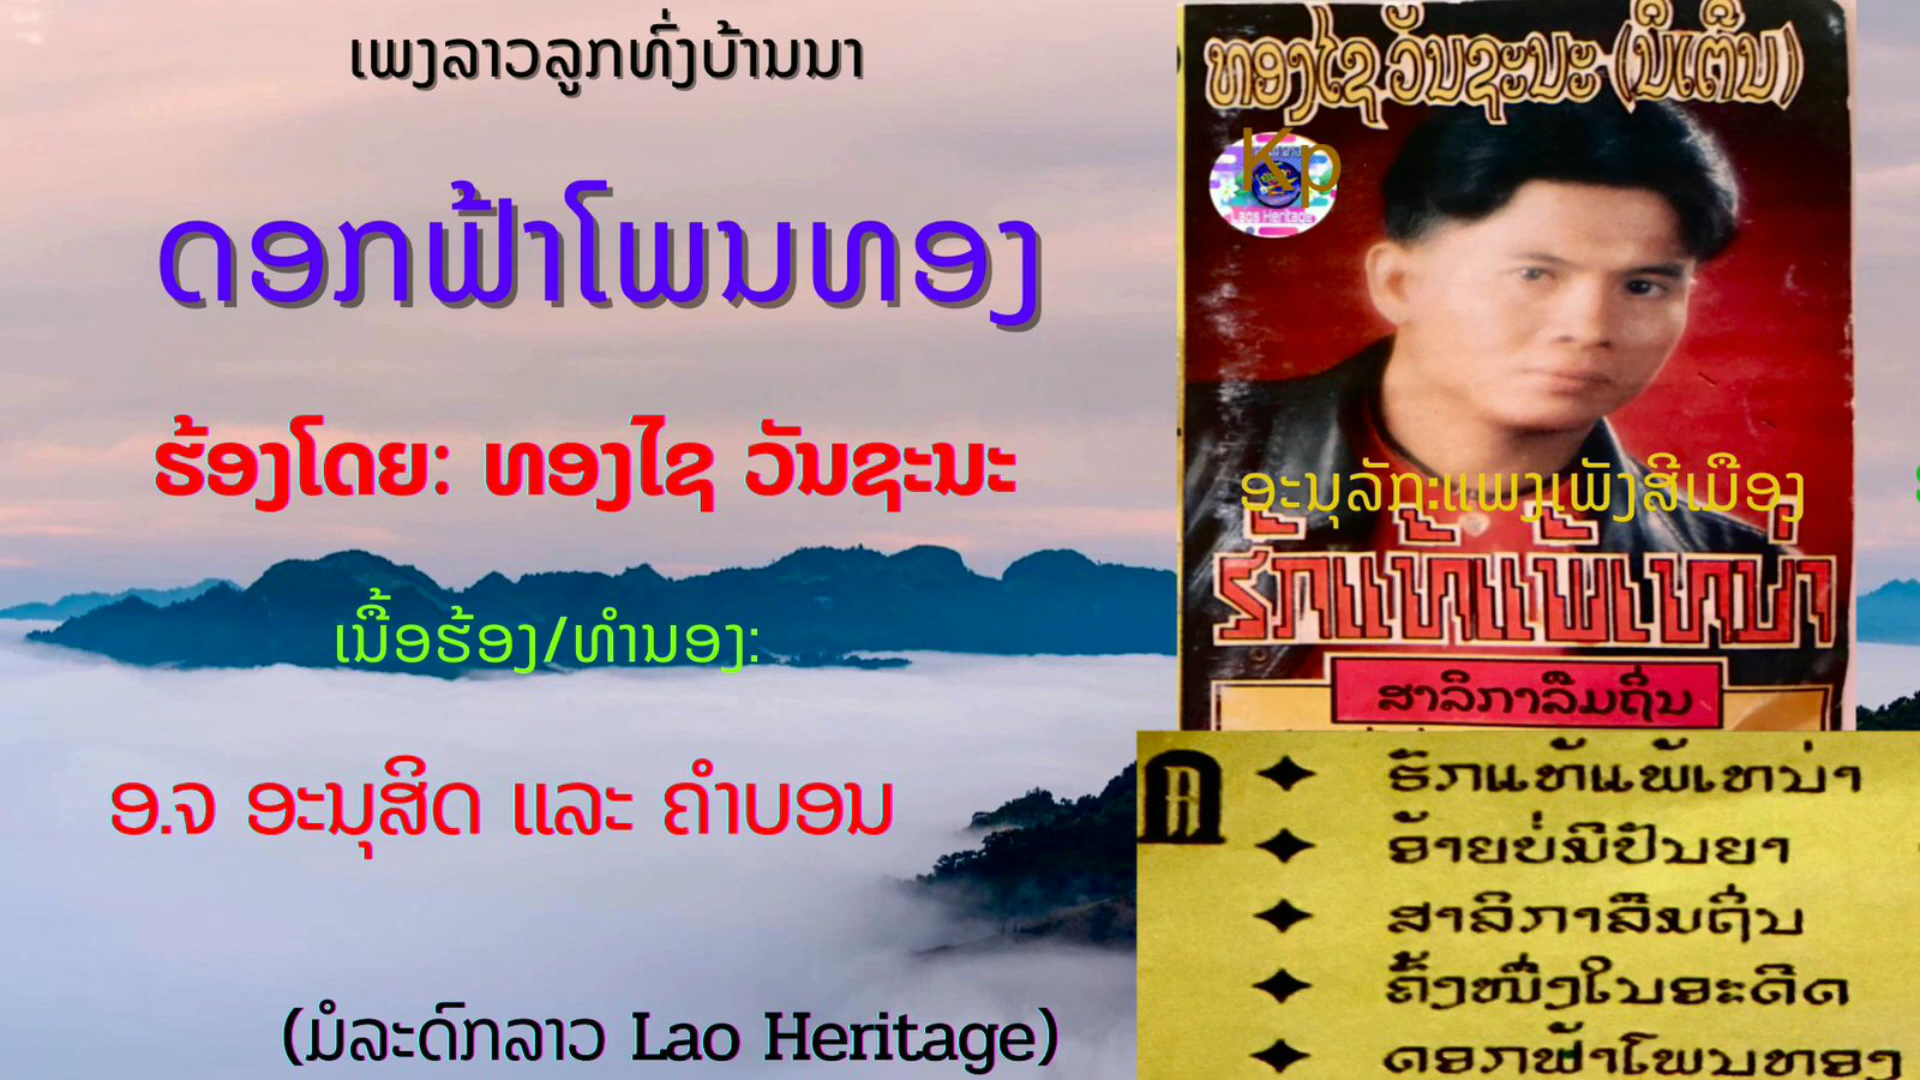 ເພງລາວລູກທົ່ງບ້ານນາ
ດອກຟ້າໂພນທອງ
ຮ້ອງໂດຍ: ທອງໄຊ ວັນຊະນະ
ເນື້ອຮ້ອງ/ທຳນອງ:
ອ.ຈ ອະນຸສິດ ແລະ ຄຳບອນ
(ມໍລະດົກລາວ Lao Heritage)
ທອງໄຊ ວັນຊະນະ (ນິເຕີນ)
Kp
Laos Heritage
ອະນຸລັກ:ແພງເພັງສີເມືອງ
ຮັກແທ້ແພ້ເທບ່າ
ສາລິກາລືມຖິ່ນ
ກ
ຮັກແທ້ແພ້ເທບ່າ
ອ້າຍບໍ່ມີປັນຍາ
ສາລິກາລືມຖິ່ນ
ຄັ້ງໜຶ່ງໃນອະດີດ
ດອກຟ້າໂພນທອງ